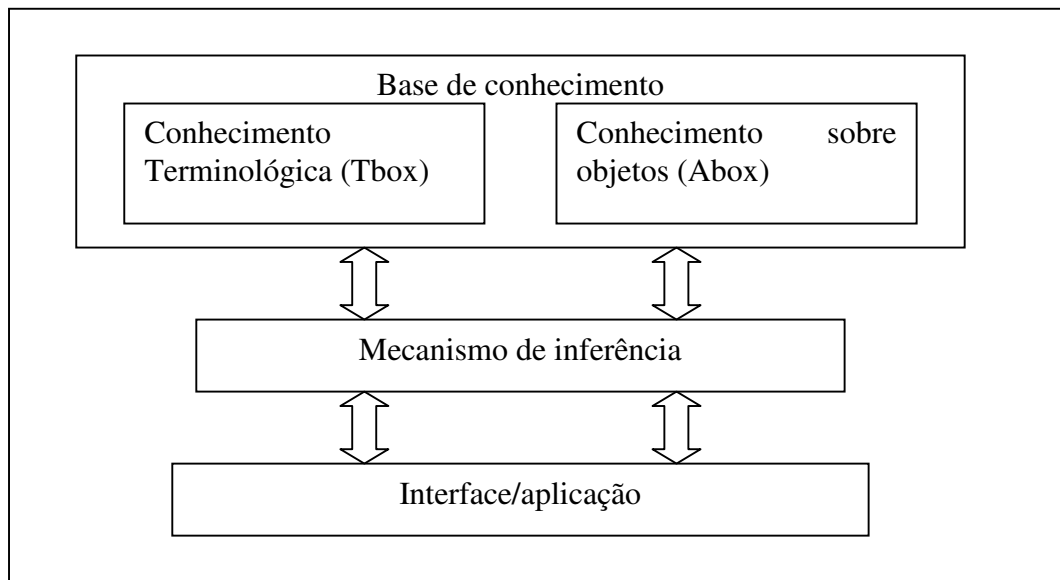 Base de conhecimento
Conhecimento
Terminológica (Tbox)
Conhecimento sobre
objetos (Abox)
Mecanismo de inferência
Interface/aplicação